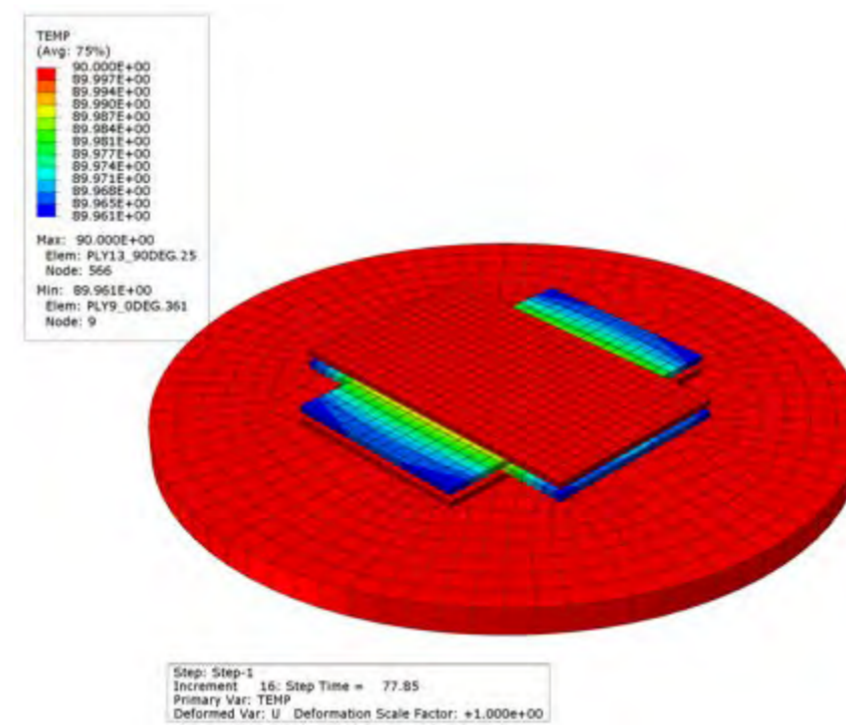 TEMP
(Avg: 75%)
90.000E+00
89.997E+00
89.994E+00
89.990E+00
89.987E+00
89.984E+00
89.981E+00
89.977E+00
89.974E+00
89.971E+00
89.968E+00
89.965E+00
89.961E+00
Max: 90.000E+00
Elem: PLY13_90DEG.25
Node: 566
Min: 89.961E+00
Elem: PLY9_0DEG.361
Node: 9
Step: Step-1
Increment 16: Step Time = 77.85
Primary Var: TEMP
Deformed Var: U Deformation Scale Factor: +1.000e+00